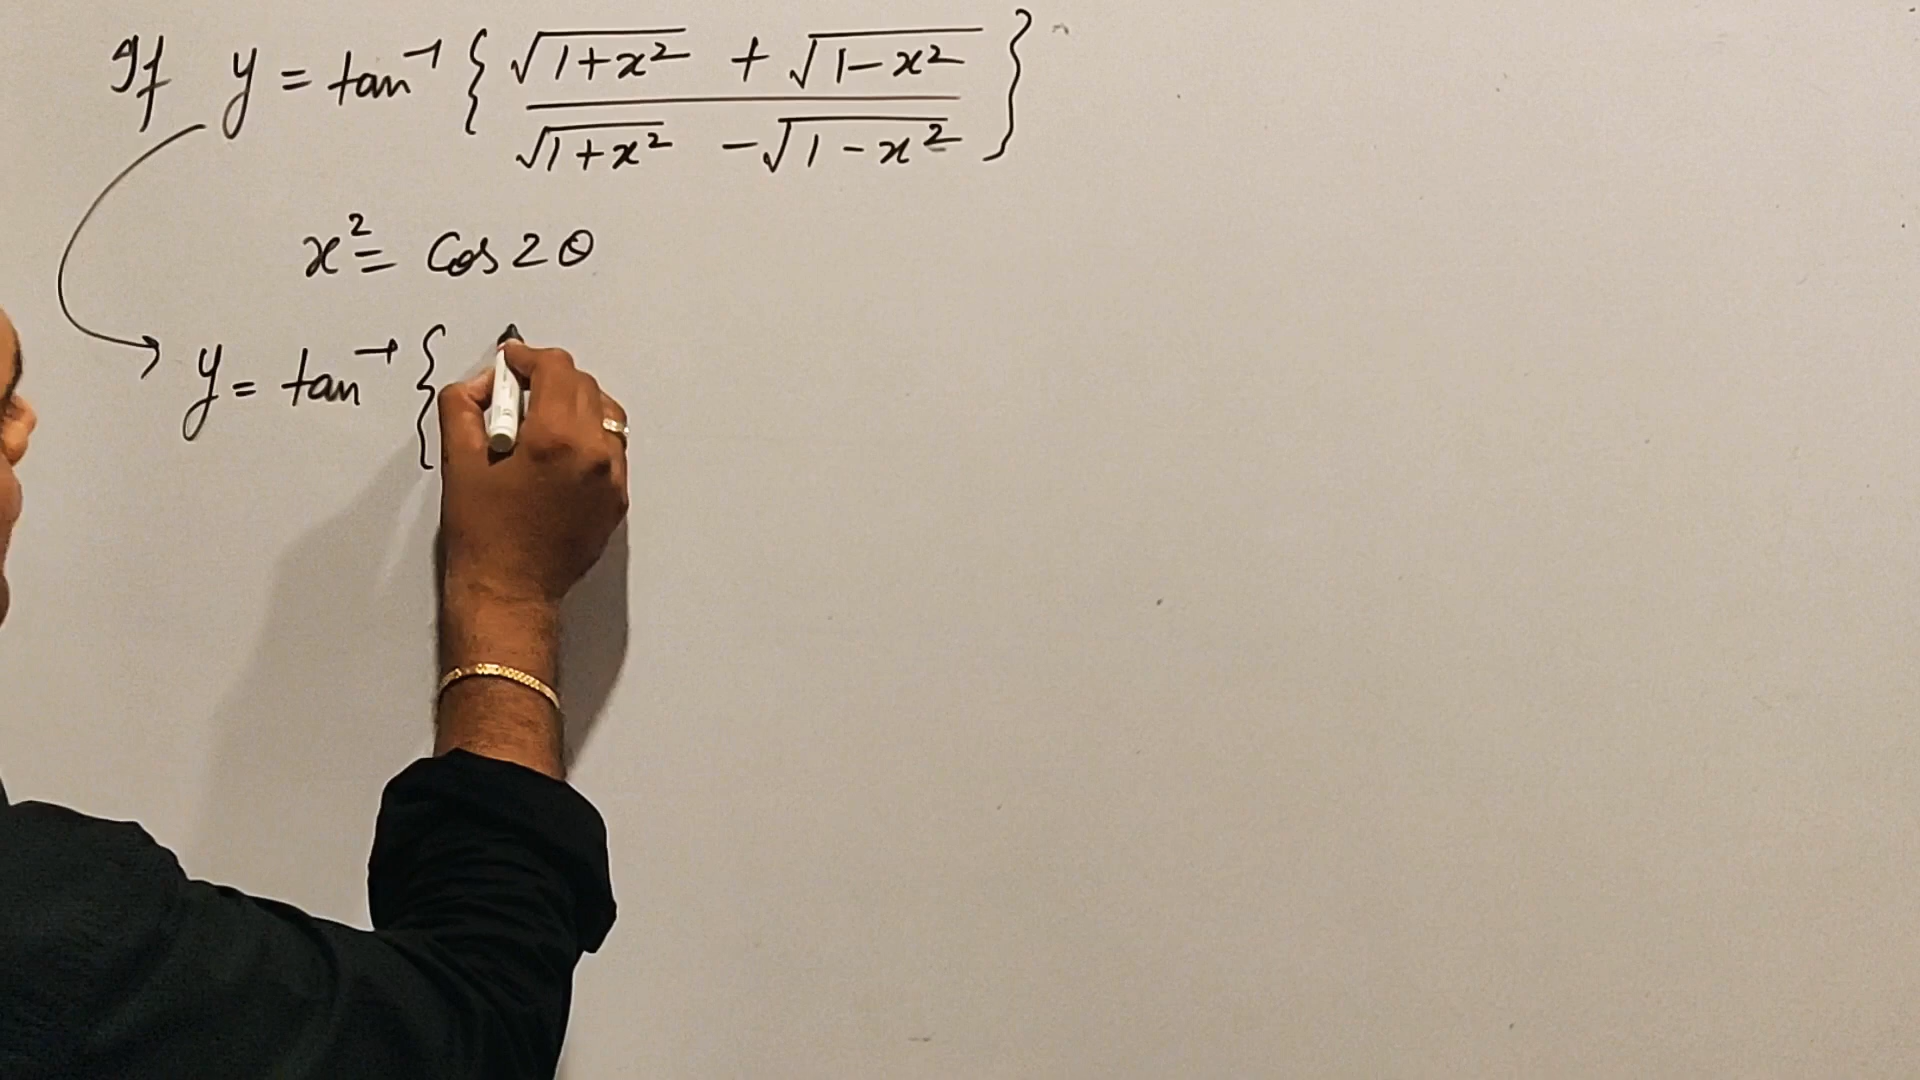 If y = tan⁻¹ { (√(1+x²) + √(1-x²)) / (√(1+x²) - √(1-x²)) }
x² = Cos 2θ
y = tan⁻¹ {